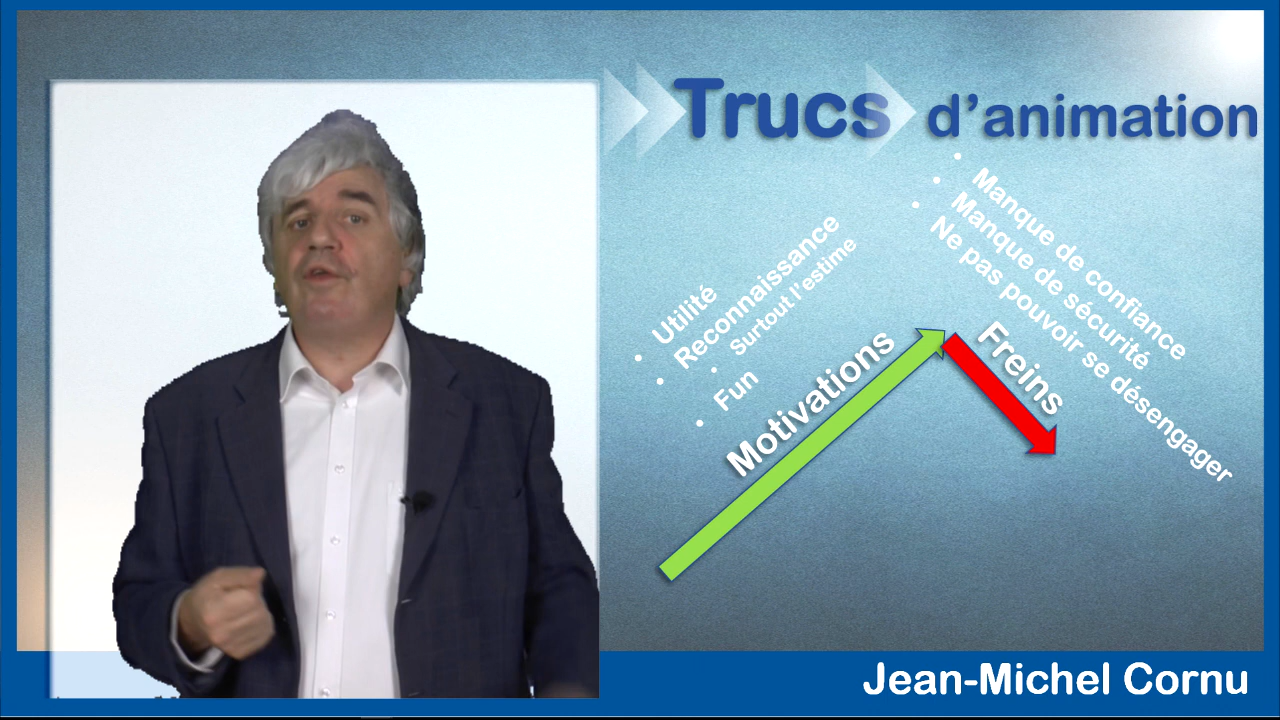 Trucs d’animation
• Utilité
• Reconnaissance
• Surtout l’estime
• Fun
Motivations
• Manque de confiance
• Manque de sécurité
• Ne pas pouvoir se désengager
Freins
Jean-Michel Cornu